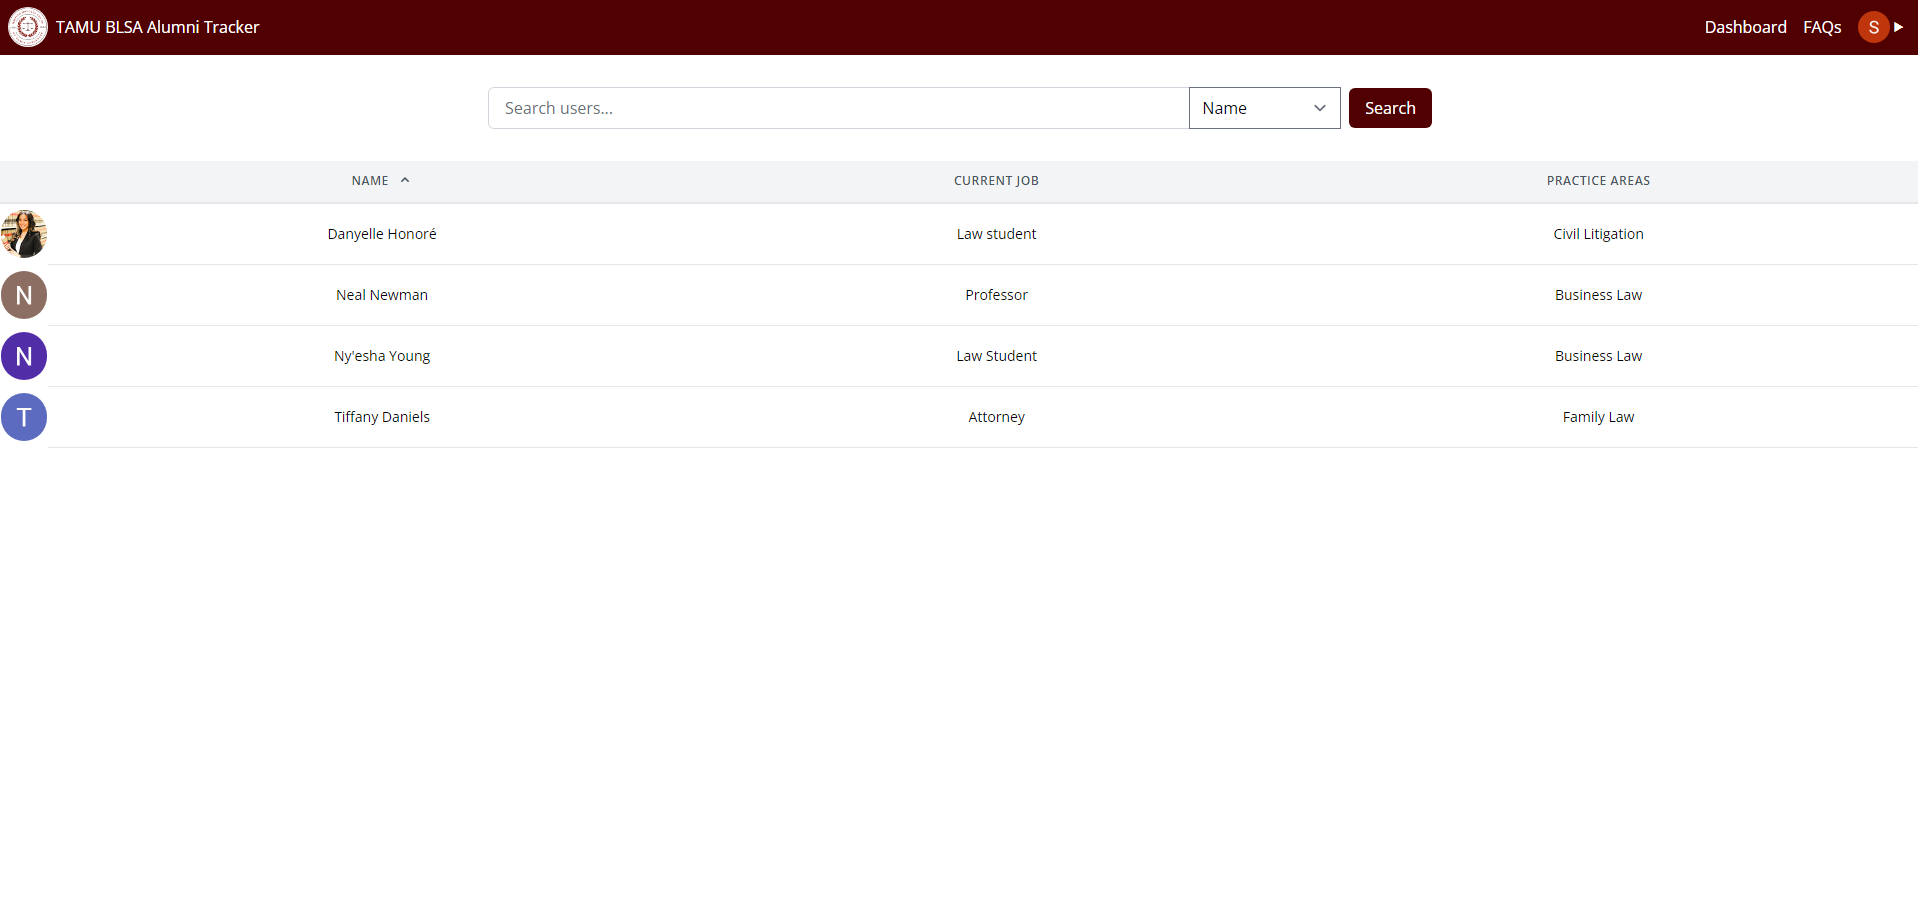 TAMU BLSA Alumni Tracker Dashboard FAQs S
Search users... Name Search
NAME CURRENT JOB PRACTICE AREAS
Danyelle Honoré Law student Civil Litigation
N Neal Newman Professor Business Law
N Ny'esha Young Law Student Business Law
T Tiffany Daniels Attorney Family Law